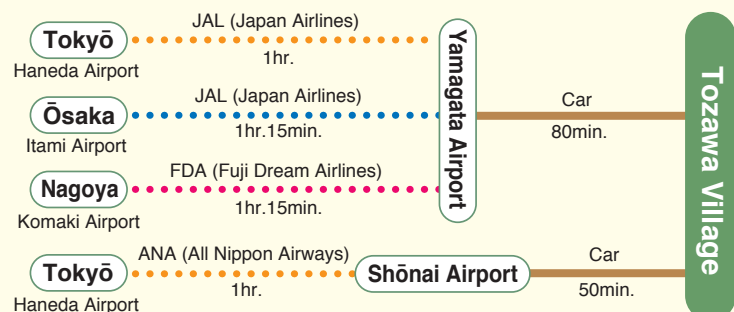 Tokyō
Haneda Airport
JAL (Japan Airlines)
1hr.
Ōsaka
Itami Airport
JAL (Japan Airlines)
1hr.15min.
Nagoya
Komaki Airport
FDA (Fuji Dream Airlines)
1hr.15min.
Yamagata Airport
Car
80min.
Tokyō
Haneda Airport
ANA (All Nippon Airways)
1hr.
Shōnai Airport
Car
50min.
Tozawa Village